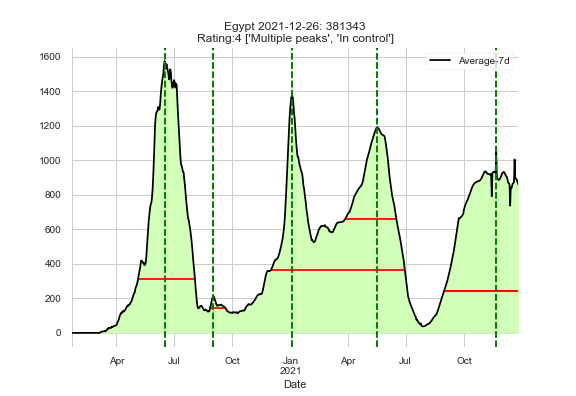 Egypt 2021-12-26: 381343
Rating:4 ['Multiple peaks', 'In control']
Average-7d
1600
1400
1200
1000
800
600
400
200
0
Apr Jul Oct Jan Apr Jul Oct
2021
Date